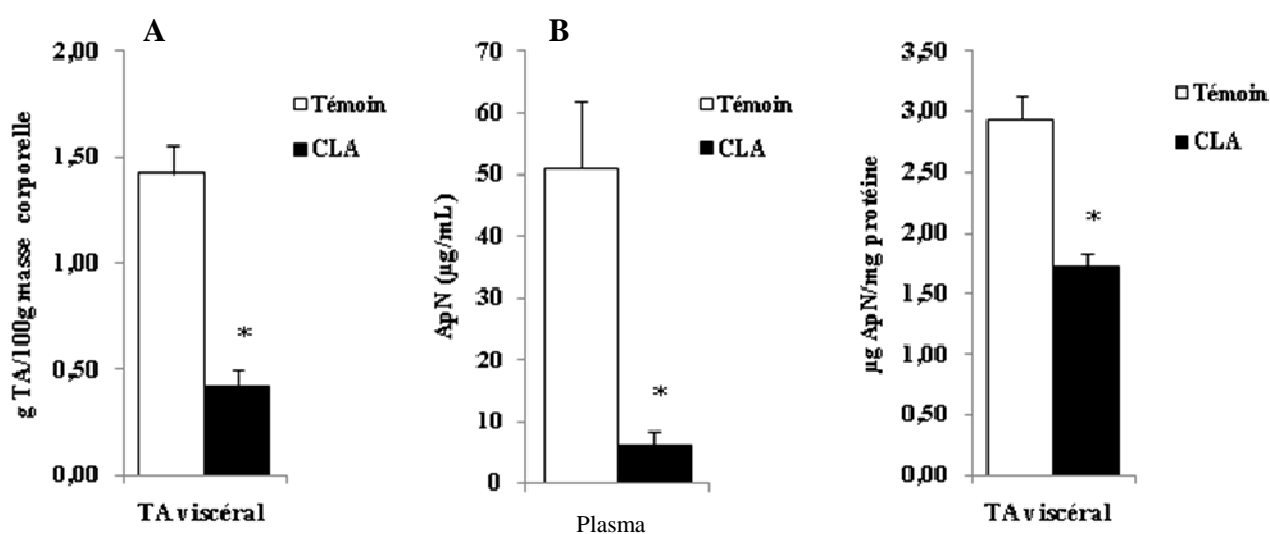 A
g TA/100g masse corporelle
2,00
1,50
1,00
0,50
0,00
Témoin
CLA
*
TA viscéral
B
ApN (µg/mL)
70
60
50
40
30
20
10
0
Témoin
CLA
*
Plasma
µg ApN/mg protéine
3,50
3,00
2,50
2,00
1,50
1,00
0,50
0,00
Témoin
CLA
*
TA viscéral